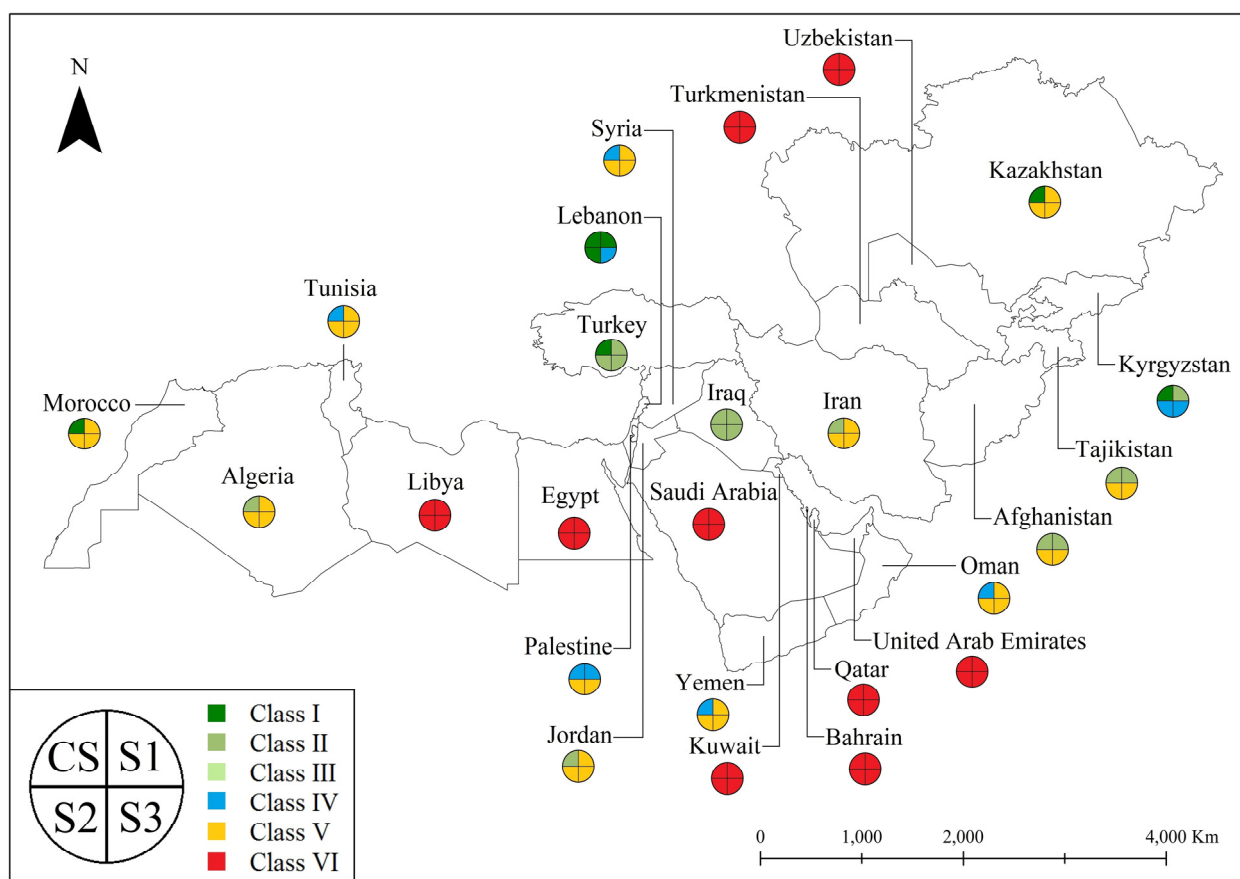 Uzbekistan
N
Turkmenistan
Syria
Kazakhstan
Lebanon
Tunisia
Turkey
Kyrgyzstan
Morocco
Iraq
Iran
Tajikistan
Algeria
Libya
Egypt
Saudi Arabia
Afghanistan
Oman
Palestine
United Arab Emirates
Yemen
Qatar
Jordan
Kuwait
Bahrain
CS S1
S2 S3
Class I
Class II
Class III
Class IV
Class V
Class VI
0 1,000 2,000 4,000 Km